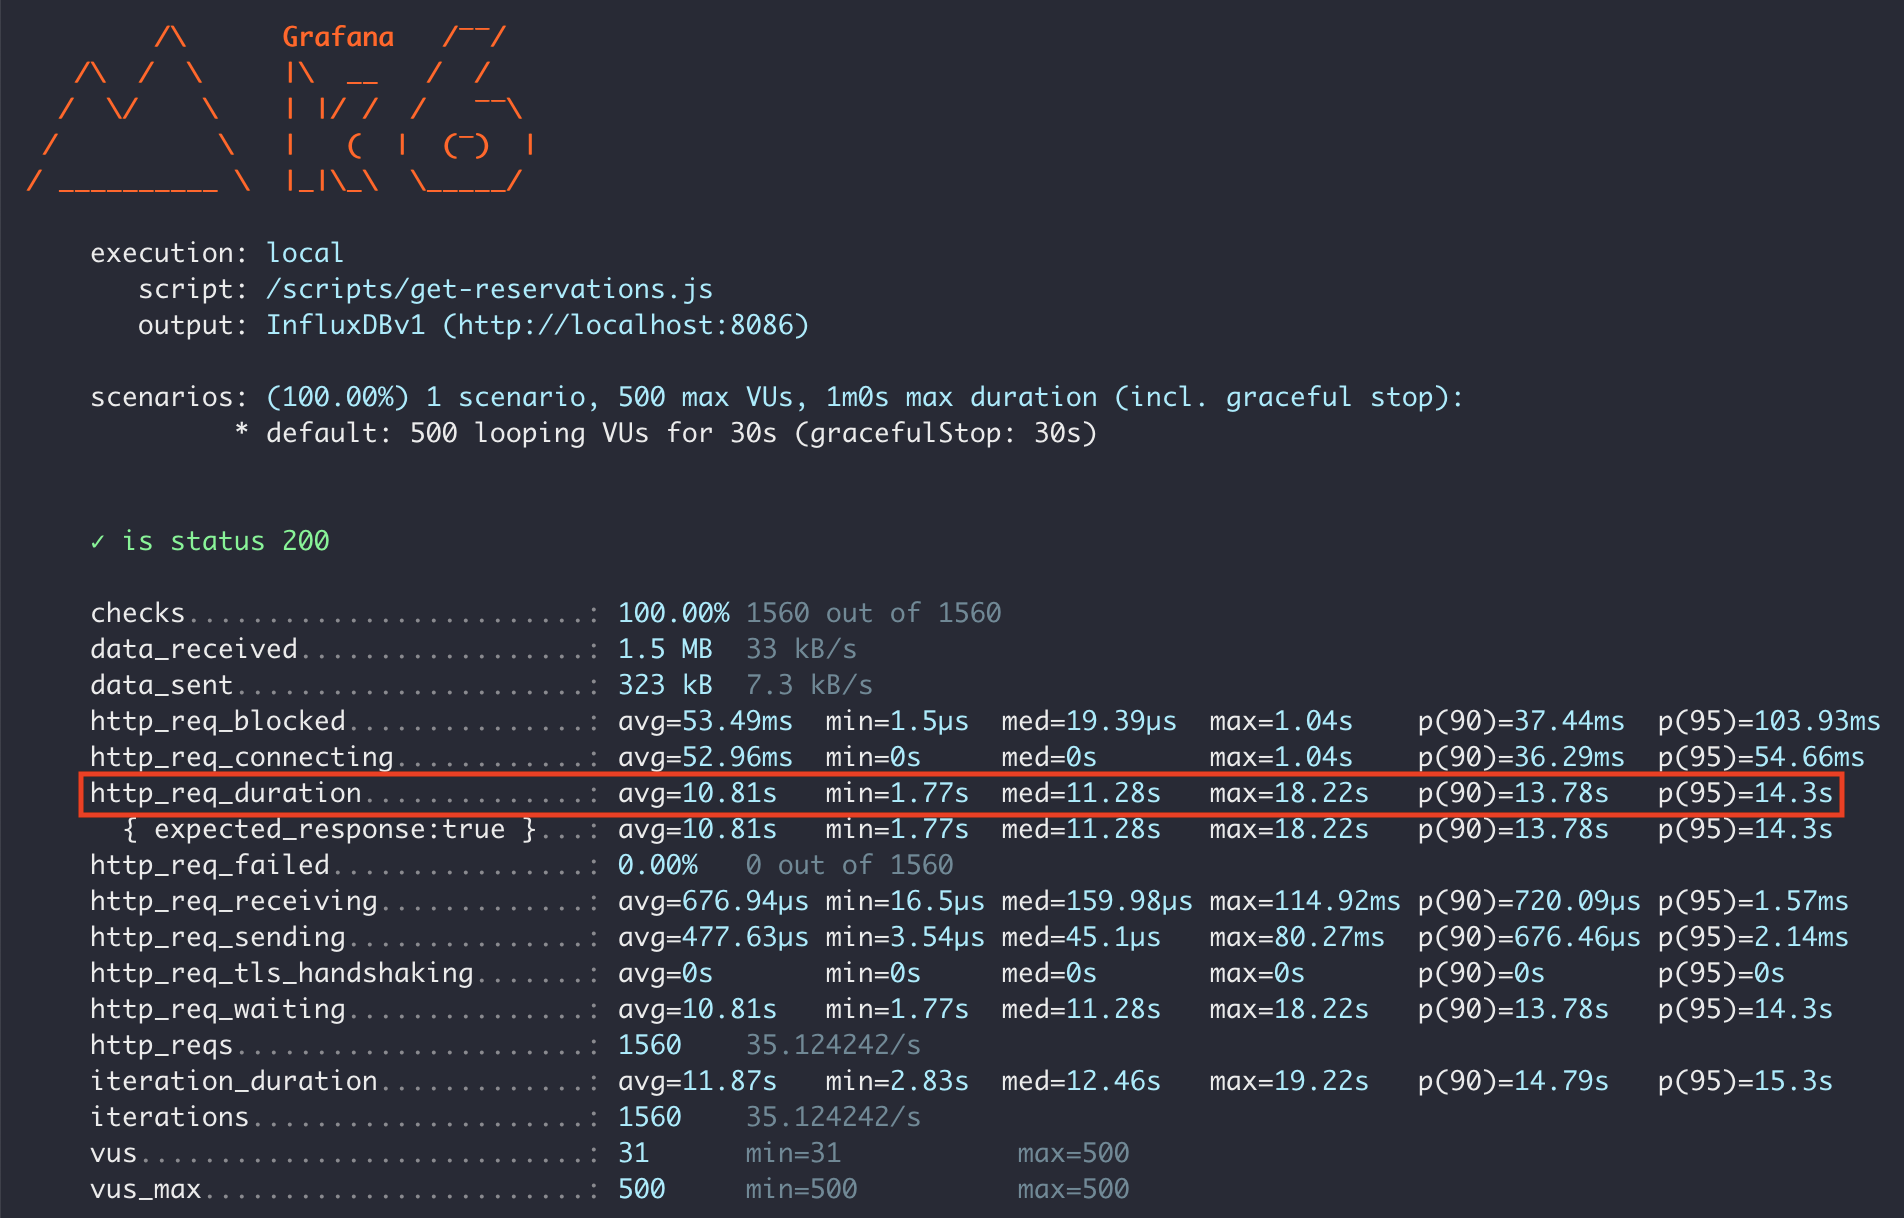 Grafana
execution: local
script: /scripts/get-reservations.js
output: InfluxDBv1 (http://localhost:8086)
scenarios: (100.00%) 1 scenario, 500 max VUs, 1m0s max duration (incl. graceful stop):
* default: 500 looping VUs for 30s (gracefulStop: 30s)
✓ is status 200
checks.........................: 100.00% 1560 out of 1560
data_received..................: 1.5 MB 33 kB/s
data_sent......................: 323 kB 7.3 kB/s
http_req_blocked...............: avg=53.49ms min=1.5µs med=19.39µs max=1.04s p(90)=37.44ms p(95)=103.93ms
http_req_connecting............: avg=52.96ms min=0s med=0s max=1.04s p(90)=36.29ms p(95)=54.66ms
http_req_duration..............: avg=10.81s min=1.77s med=11.28s max=18.22s p(90)=13.78s p(95)=14.3s
{ expected_response:true }...: avg=10.81s min=1.77s med=11.28s max=18.22s p(90)=13.78s p(95)=14.3s
http_req_failed................: 0.00% 0 out of 1560
http_req_receiving.............: avg=676.94µs min=16.5µs med=159.98µs max=114.92ms p(90)=720.09µs p(95)=1.57ms
http_req_sending...............: avg=477.63µs min=3.54µs med=45.1µs max=80.27ms p(90)=676.46µs p(95)=2.14ms
http_req_tls_handshaking.......: avg=0s min=0s med=0s max=0s p(90)=0s p(95)=0s
http_req_waiting...............: avg=10.81s min=1.77s med=11.28s max=18.22s p(90)=13.78s p(95)=14.3s
http_reqs......................: 1560 35.124242/s
iteration_duration.............: avg=11.87s min=2.83s med=12.46s max=19.22s p(90)=14.79s p(95)=15.3s
iterations.....................: 1560 35.124242/s
vus............................: 31 min=31 max=500
vus_max........................: 500 min=500 max=500